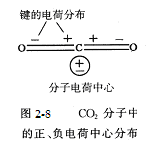 键的电荷分布
− + + −
O C O
±
分子电荷中心
图 2-8 CO₂ 分子中
的正、负电荷中心分布